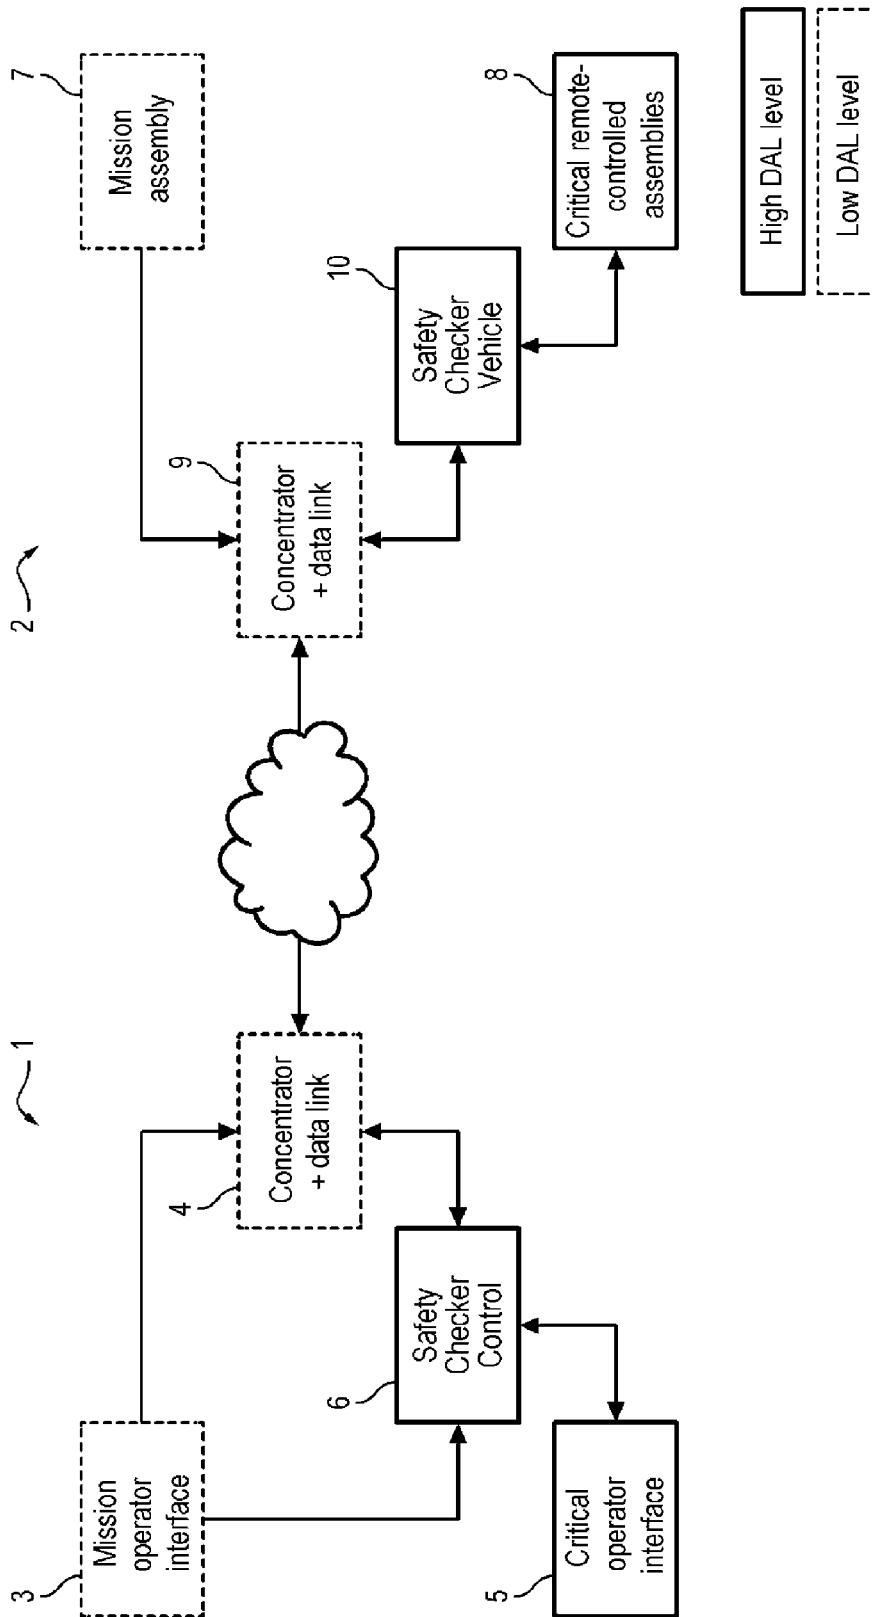 1
2
3
Mission
operator
interface
4
Concentrator
+ data link
5
Critical
operator
interface
6
Safety
Checker
Control
7
Mission
assembly
8
Critical remote-
controlled
assemblies
9
Concentrator
+ data link
10
Safety
Checker
Vehicle
High DAL level
Low DAL level